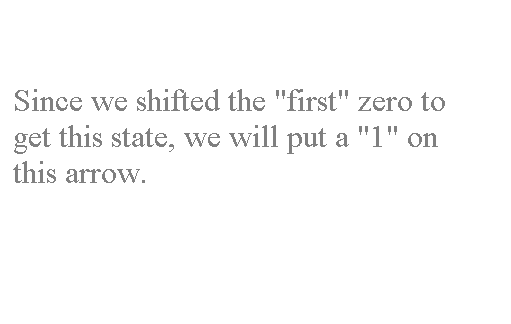 Since we shifted the "first" zero to
get this state, we will put a "1" on
this arrow.